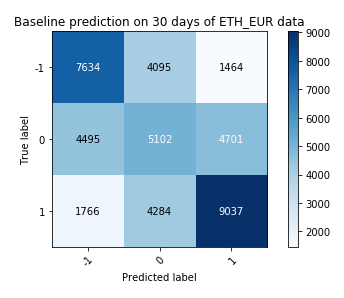 Baseline prediction on 30 days of ETH_EUR data
True label
-1 7634 4095 1464
0 4495 5102 4701
1 1766 4284 9037
-1 0 1
Predicted label
9000
8000
7000
6000
5000
4000
3000
2000